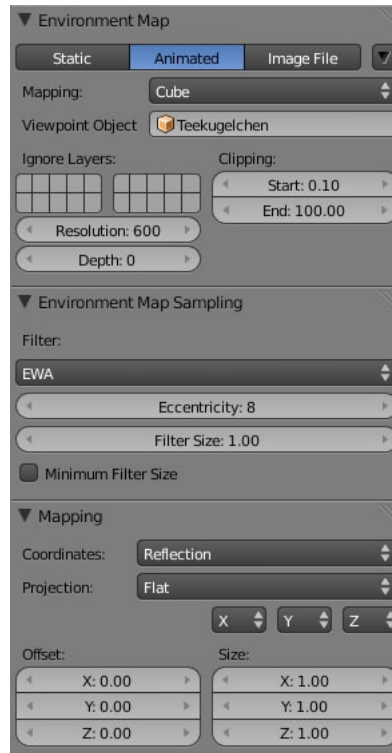 Environment Map
Static Animated Image File
Mapping: Cube
Viewpoint Object Teekugelchen
Ignore Layers: Clipping:
Start: 0.10
End: 100.00
Resolution: 600
Depth: 0
Environment Map Sampling
Filter:
EWA
Eccentricity: 8
Filter Size: 1.00
Minimum Filter Size
Mapping
Coordinates: Reflection
Projection: Flat
X Y Z
Offset: Size:
X: 0.00 X: 1.00
Y: 0.00 Y: 1.00
Z: 0.00 Z: 1.00